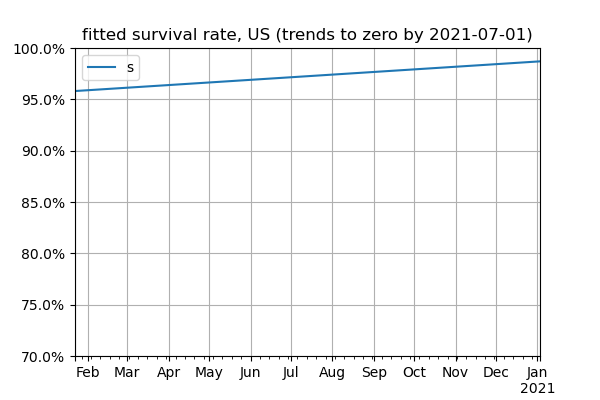 fitted survival rate, US (trends to zero by 2021-07-01)
100.0%
s
95.0%
90.0%
85.0%
80.0%
75.0%
70.0%
Feb Mar Apr May Jun Jul Aug Sep Oct Nov Dec Jan
2021